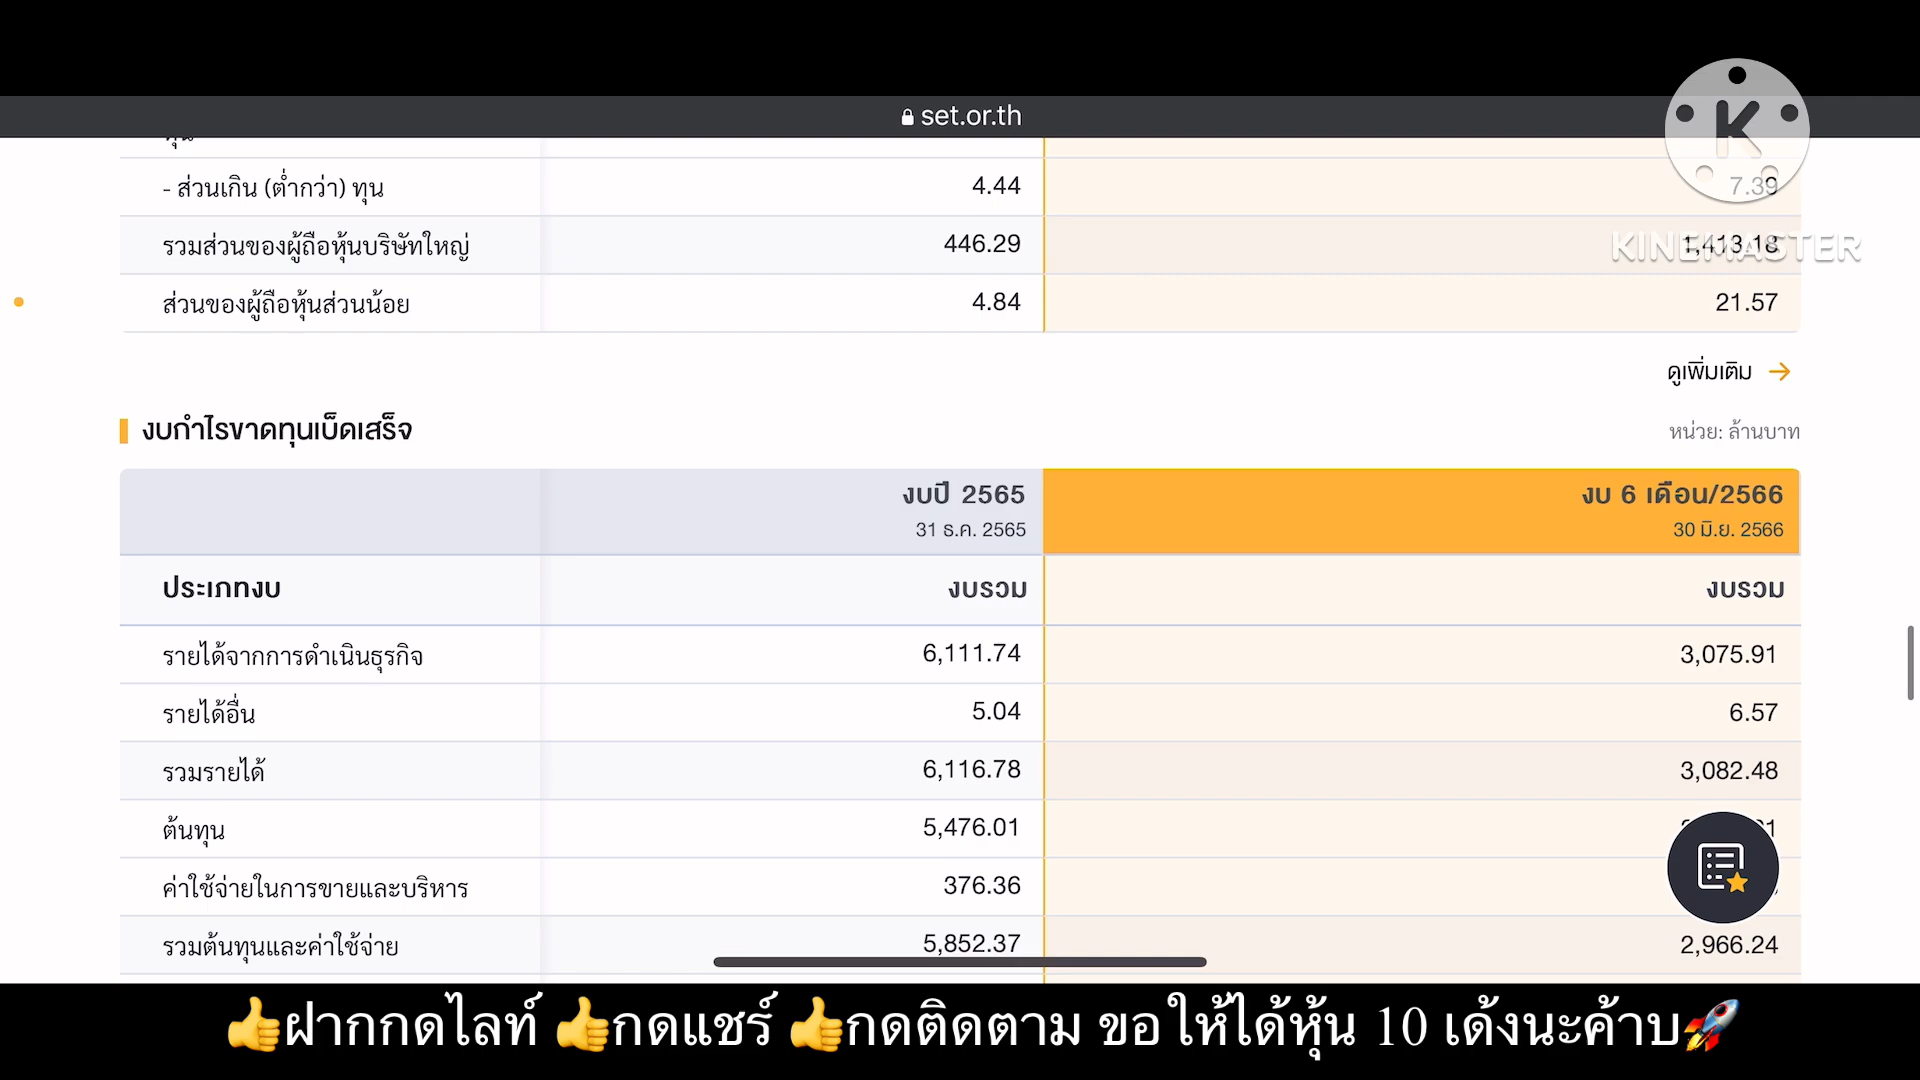 set.or.th
หุ้น
- ส่วนเกิน (ต่ำกว่า) ทุน 4.44 7.39
รวมส่วนของผู้ถือหุ้นบริษัทใหญ่ 446.29 1,413.18
KINEMASTER
ส่วนของผู้ถือหุ้นส่วนน้อย 4.84 21.57
ดูเพิ่มเติม →
งบกำไรขาดทุนเบ็ดเสร็จ หน่วย: ล้านบาท
งบปี 2565 งบ 6 เดือน/2566
31 ธ.ค. 2565 30 มิ.ย. 2566
ประเภทงบ งบรวม งบรวม
รายได้จากการดำเนินธุรกิจ 6,111.74 3,075.91
รายได้อื่น 5.04 6.57
รวมรายได้ 6,116.78 3,082.48
ต้นทุน 5,476.01
ค่าใช้จ่ายในการขายและบริหาร 376.36
รวมต้นทุนและค่าใช้จ่าย 5,852.37 2,966.24
👍ฝากกดไลท์ 👍กดแชร์ 👍กดติดตาม ขอให้ได้หุ้น 10 เด้งนะค้าบ🚀